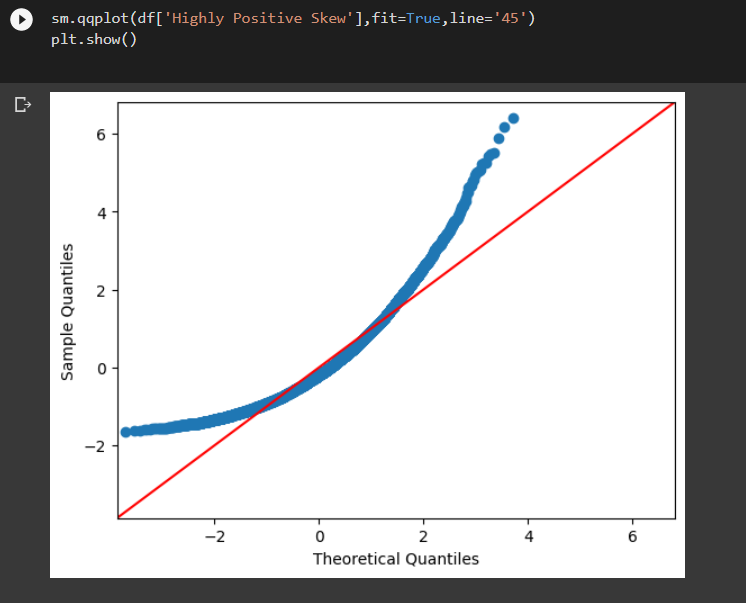 sm.qqplot(df['Highly Positive Skew'],fit=True,line='45')
plt.show()
6
4
2
0
−2
Sample Quantiles
−2 0 2 4 6
Theoretical Quantiles